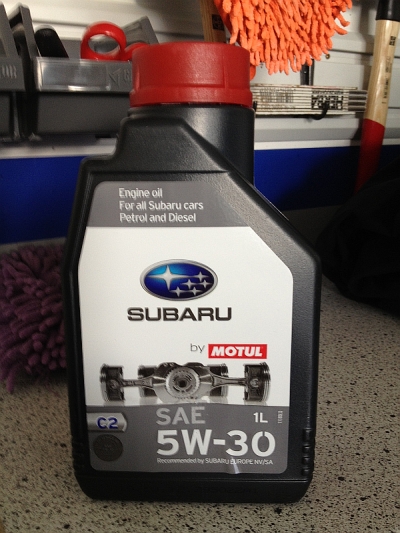 Engine oil
For all Subaru cars
Petrol and Diesel
SUBARU
by MOTUL
C2
SAE 1L
5W-30
Recommended by SUBARU EUROPE NV/SA